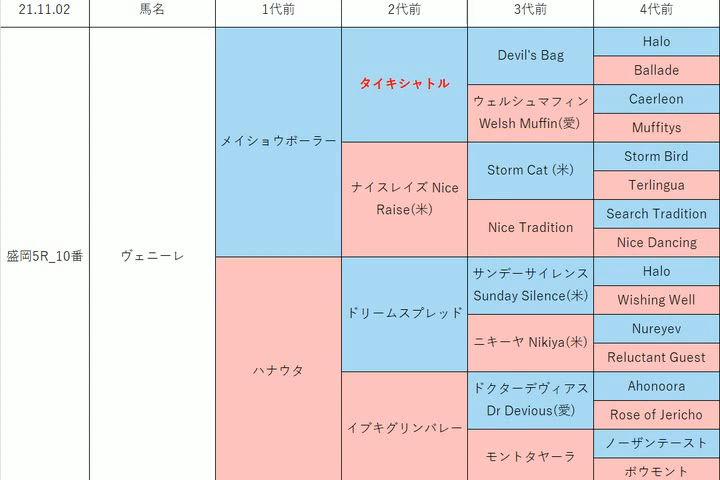 21.11.02 馬名 1代前 2代前 3代前 4代前
盛岡5R_10番
ヴェニーレ
メイショウボーラー
タイキシャトル
Devil's Bag
Halo
Ballade
ウェルシュマフィン
Welsh Muffin(愛)
Caerleon
Muffitys
ナイスレイズ Nice
Raise(米)
Storm Cat (米)
Storm Bird
Terlingua
Nice Tradition
Search Tradition
Nice Dancing
ハナウタ
ドリームスプレッド
サンデーサイレンス
Sunday Silence(米)
Halo
Wishing Well
ニキーヤ Nikiya(米)
Nureyev
Reluctant Guest
イブキグリンバレー
ドクターデヴィアス
Dr Devious(愛)
Ahonoora
Rose of Jericho
モントタヤーラ
ノーザンテースト
ボウモント